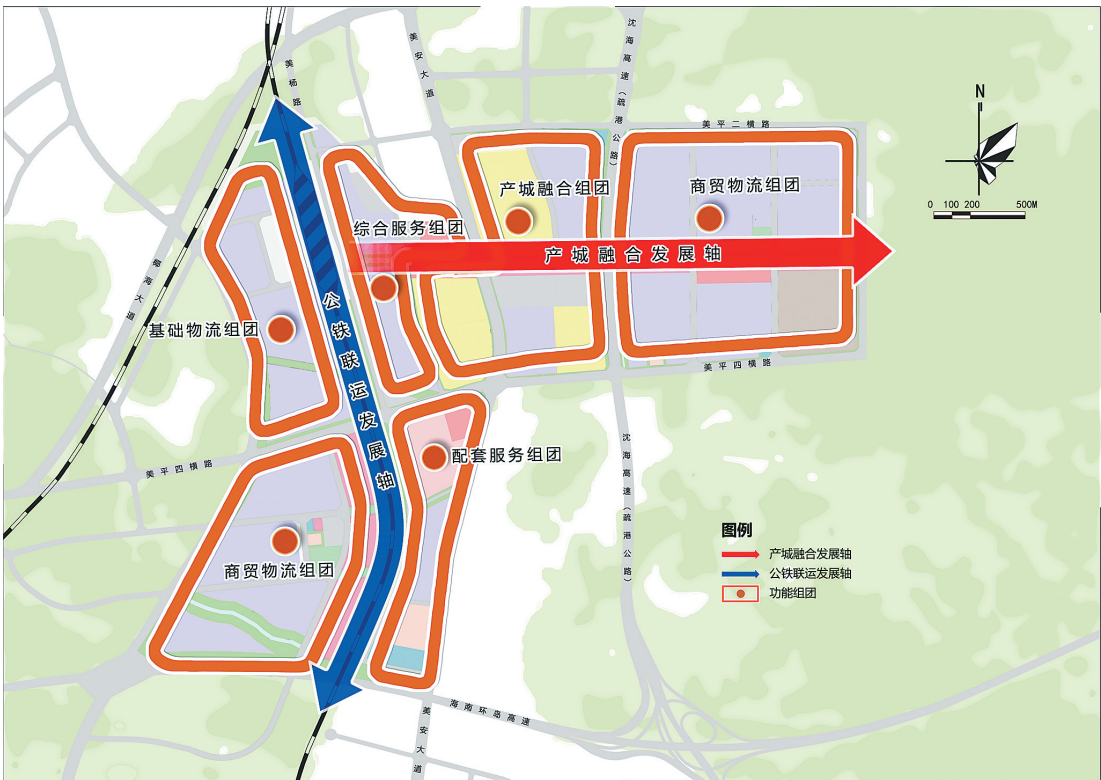 美杨路
美安大道
沈海高速（疏港公路）
美平二横路
N
0 100 200 500M
产城融合组团
商贸物流组团
综合服务组团
产城融合发展轴
椰海大道
公铁联运发展轴
基础物流组团
美平四横路
配套服务组团
美平四横路
沈海高速（疏港公路）
商贸物流组团
图例
产城融合发展轴
公铁联运发展轴
功能组团
海南环岛高速
美安大道